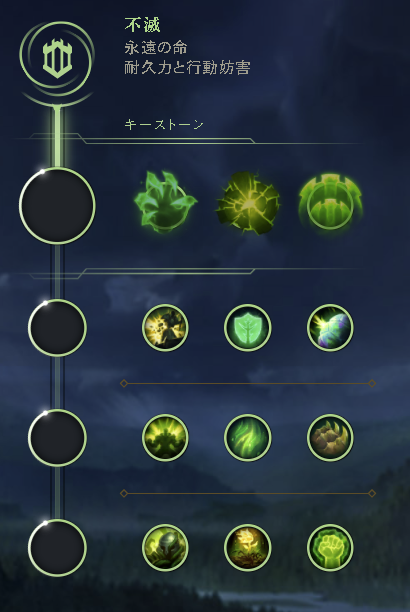 不滅
永遠の命
耐久力と行動妨害
キーストーン